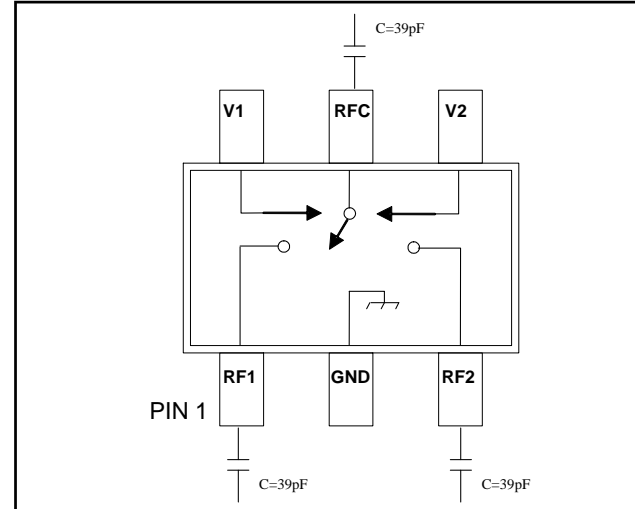 C=39pF
V1
RFC
V2
RF1
GND
RF2
PIN 1
C=39pF
C=39pF